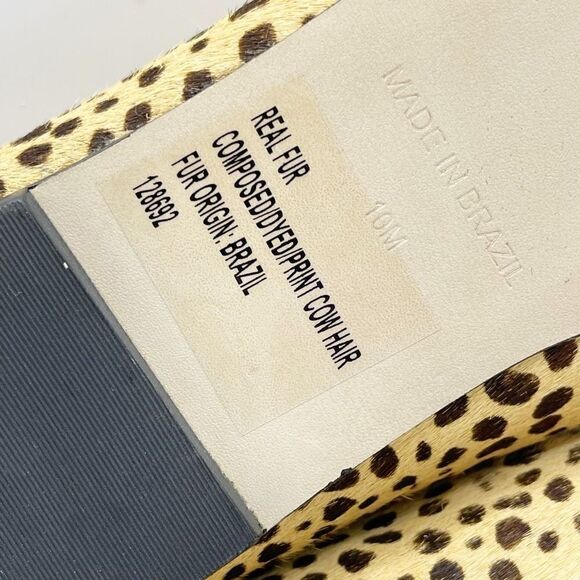 REAL FUR
COMPOSED/DYED/PRINT COW HAIR
FUR ORIGIN: BRAZIL
128692
10M
MADE IN BRAZIL